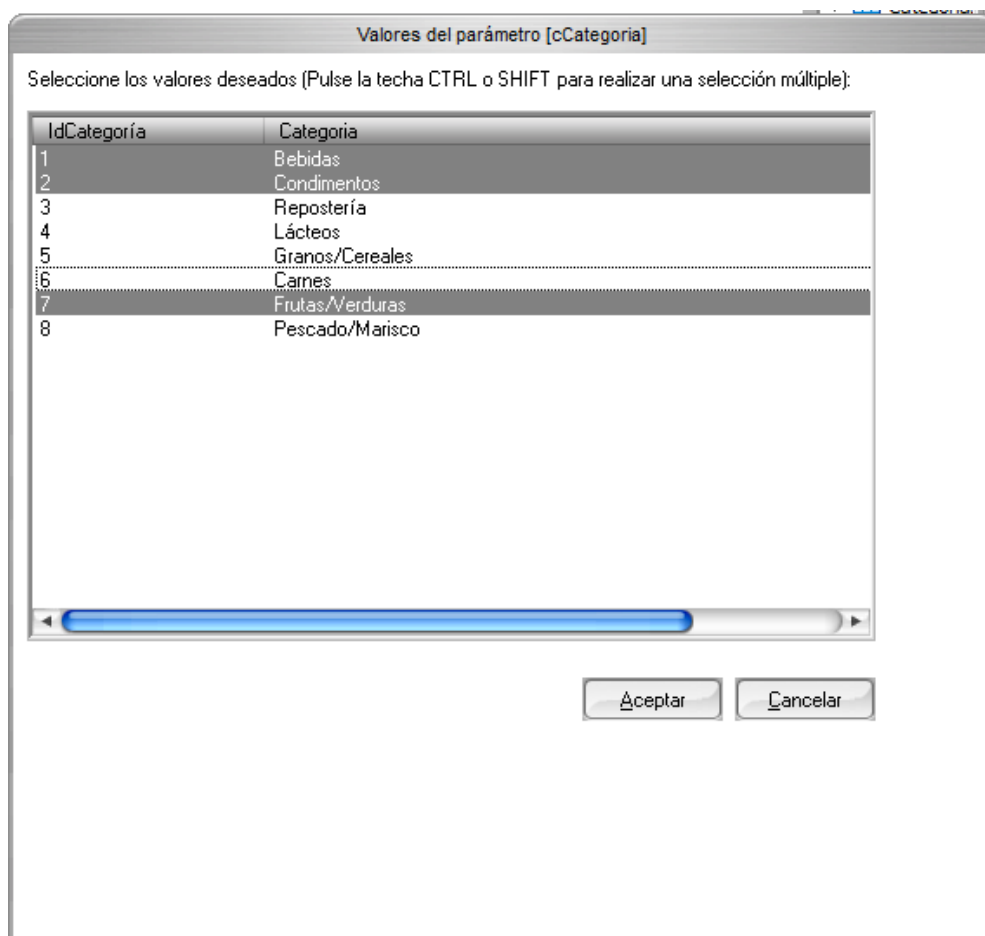 Valores del parámetro [cCategoria]
Seleccione los valores deseados (Pulse la techa CTRL o SHIFT para realizar una selección múltiple):
IdCategoría Categoria
1 Bebidas
2 Condimentos
3 Repostería
4 Lácteos
5 Granos/Cereales
6 Carnes
7 Frutas/Verduras
8 Pescado/Marisco
Aceptar Cancelar